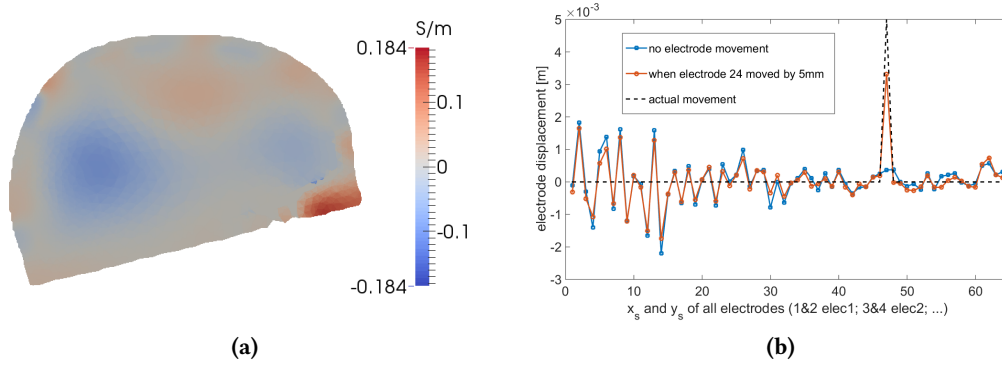 S/m
0.184
0.1
0
-0.1
-0.184
(a)
×10⁻³
5
4
3
2
1
0
-1
-2
-3
electrode displacement [m]
no electrode movement
when electrode 24 moved by 5mm
actual movement
0 10 20 30 40 50 60
xₛ and yₛ of all electrodes (1&2 elec1; 3&4 elec2; ...)
(b)